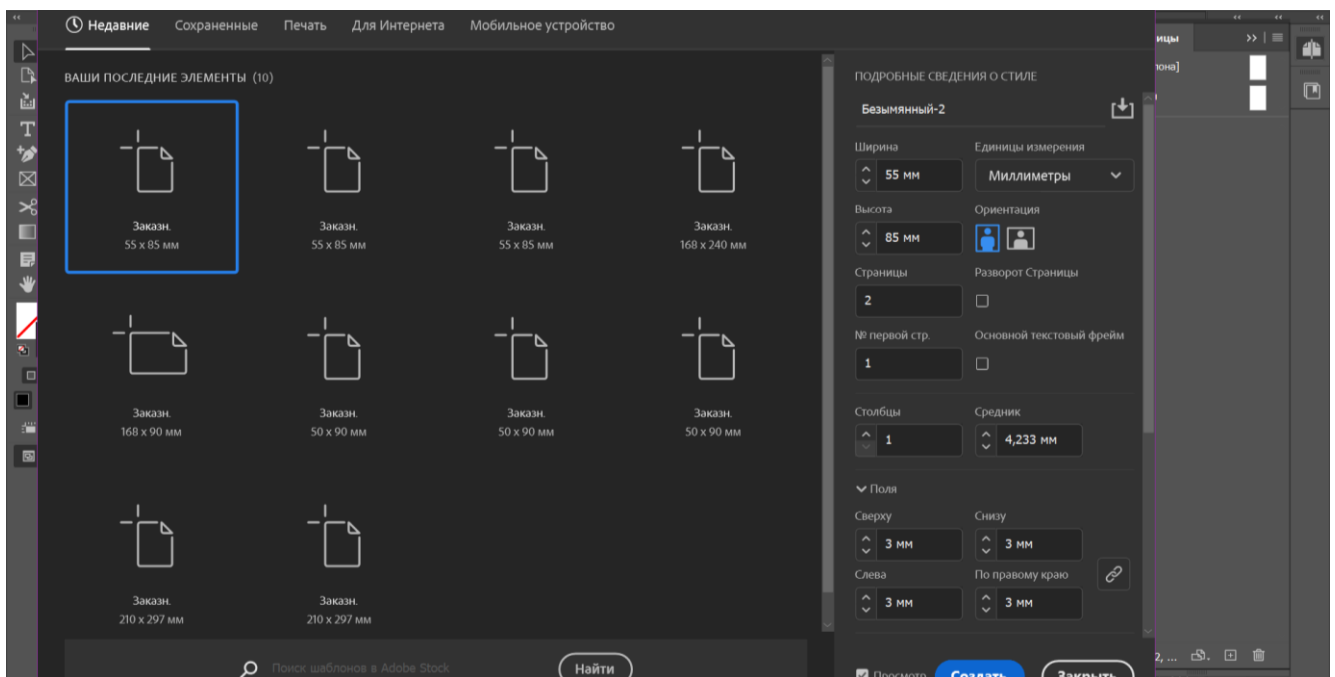 Недавние Сохраненные Печать Для Интернета Мобильное устройство
ВАШИ ПОСЛЕДНИЕ ЭЛЕМЕНТЫ (10)
Заказн. Заказн. Заказн. Заказн.
55 x 85 мм 55 x 85 мм 55 x 85 мм 168 x 240 мм
Заказн. Заказн. Заказн. Заказн.
168 x 90 мм 50 x 90 мм 50 x 90 мм 50 x 90 мм
Заказн. Заказн.
210 x 297 мм 210 x 297 мм
Поиск шаблонов в Adobe Stock Найти
ПОДРОБНЫЕ СВЕДЕНИЯ О СТИЛЕ
Безымянный-2
Ширина Единицы измерения
55 мм Миллиметры
Высота Ориентация
85 мм
Страницы Разворот Страницы
2
№ первой стр. Основной текстовый фрейм
1
Столбцы Средник
1 4,233 мм
Поля
Сверху Снизу
3 мм 3 мм
Слева По правому краю
3 мм 3 мм
Просмотр Создать Закрыть
ицы
лона]
2, ...